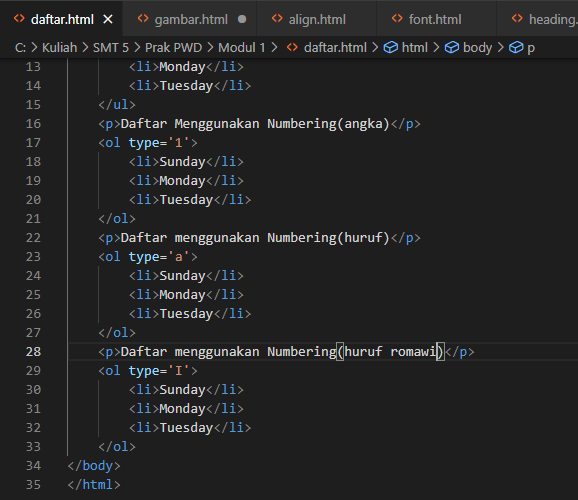 daftar.html gambar.html align.html font.html heading.
C: > Kuliah > SMT 5 > Prak PWD > Modul 1 > daftar.html > html > body > p
13 <li>Monday</li>
14 <li>Tuesday</li>
15 </ul>
16 <p>Daftar Menggunakan Numbering(angka)</p>
17 <ol type='1'>
18 <li>Sunday</li>
19 <li>Monday</li>
20 <li>Tuesday</li>
21 </ol>
22 <p>Daftar menggunakan Numbering(huruf)</p>
23 <ol type='a'>
24 <li>Sunday</li>
25 <li>Monday</li>
26 <li>Tuesday</li>
27 </ol>
28 <p>Daftar menggunakan Numbering(huruf romawi)</p>
29 <ol type='I'>
30 <li>Sunday</li>
31 <li>Monday</li>
32 <li>Tuesday</li>
33 </ol>
34 </body>
35 </html>